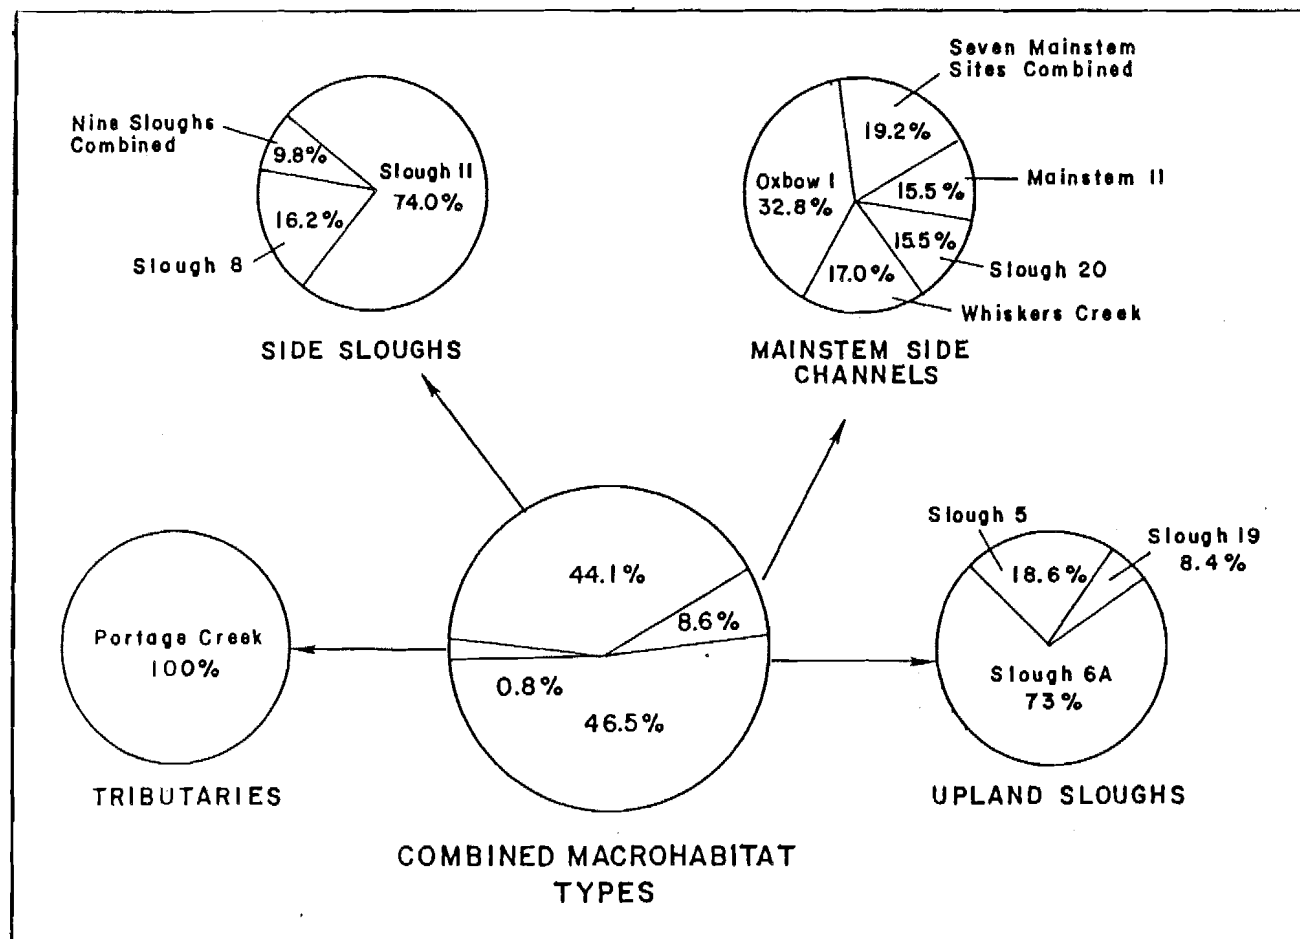 Nine Sloughs
Combined
9.8%
Slough 11
74.0%
16.2%
Slough 8
SIDE SLOUGHS
Seven Mainstem
Sites Combined
19.2%
Oxbow 1
32.8%
15.5%
Mainstem 11
15.5%
Slough 20
17.0%
Whiskers Creek
MAINSTEM SIDE
CHANNELS
Portage Creek
100%
TRIBUTARIES
44.1%
8.6%
0.8%
46.5%
COMBINED MACROHABITAT
TYPES
Slough 5
18.6%
Slough 19
8.4%
Slough 6A
73%
UPLAND SLOUGHS